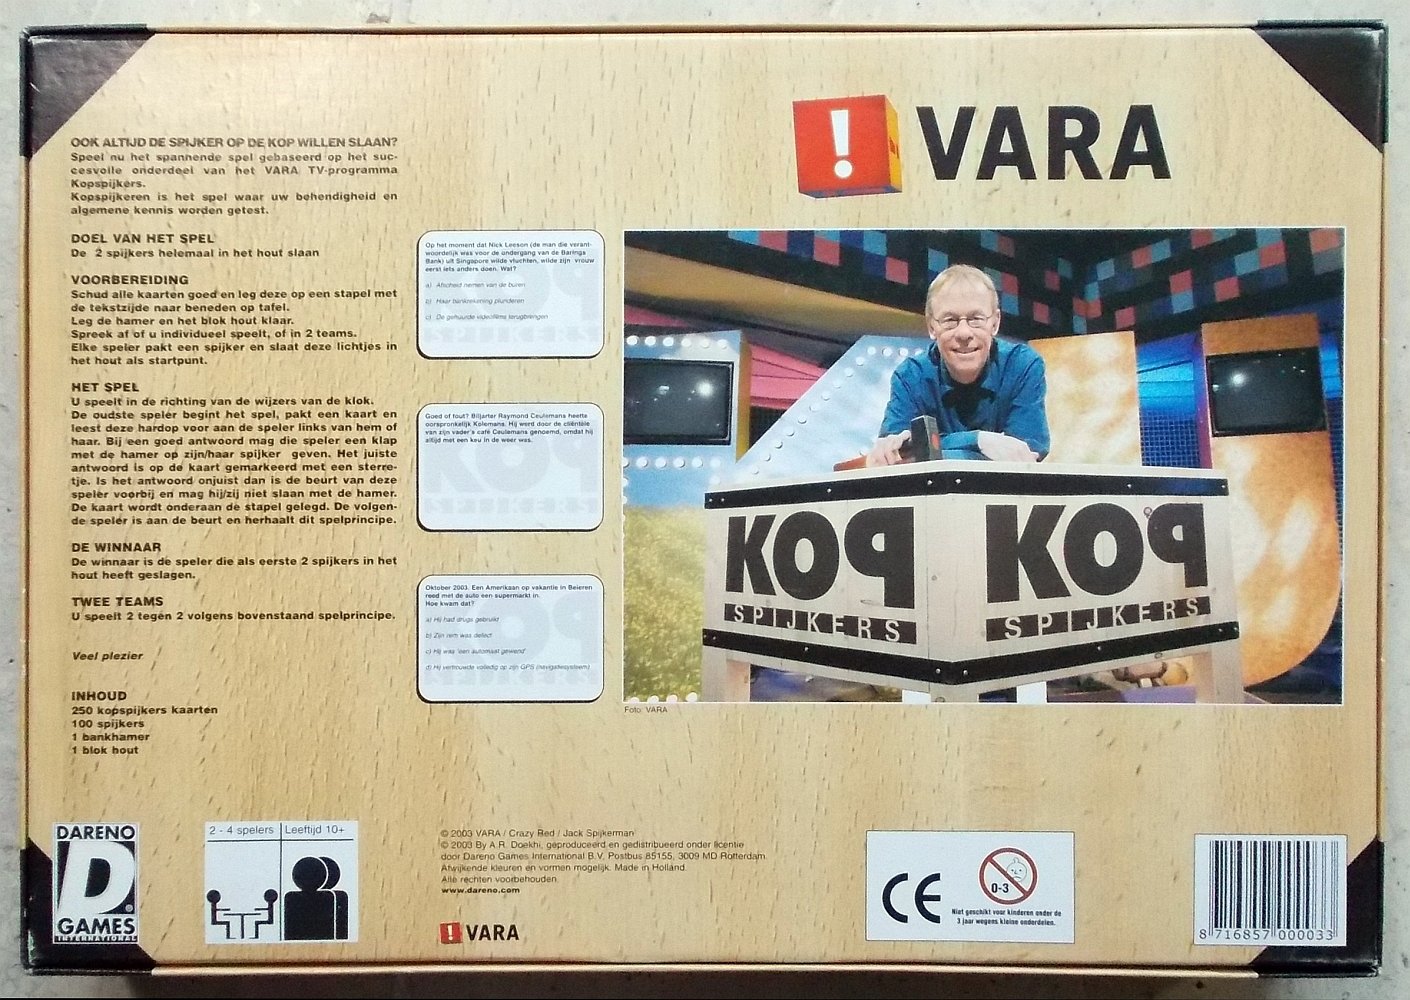 OOK ALTIJD DE SPIJKER OP DE KOP WILLEN SLAAN?
Speel nu het spannende spel gebaseerd op het suc-
cesvolle onderdeel van het VARA TV-programma
Kopspijkers.
Kopspijkeren is het spel waar uw behendigheid en
algemene kennis worden getest.
DOEL VAN HET SPEL
De 2 spijkers helemaal in het hout slaan
VOORBEREIDING
Schud alle kaarten goed en leg deze op een stapel met
de tekstzijde naar beneden op tafel.
Leg de hamer en het blok hout klaar.
Spreek af of u individueel speelt, of in 2 teams.
Elke speler pakt een spijker en slaat deze lichtjes in
het hout als startpunt.
HET SPEL
U speelt in de richting van de wijzers van de klok.
De oudste speler begint het spel, pakt een kaart en
leest deze hardop voor aan de speler links van hem of
haar. Bij een goed antwoord mag die speler een klap
met de hamer op zijn/haar spijker geven. Het juiste
antwoord is op de kaart gemarkeerd met een sterre-
tje. Is het antwoord onjuist dan is de beurt van deze
speler voorbij en mag hij/zij niet slaan met de hamer.
De kaart wordt onderaan de stapel gelegd. De volgen-
de speler is aan de beurt en herhaalt dit spelprincipe.
DE WINNAAR
De winnaar is de speler die als eerste 2 spijkers in het
hout heeft geslagen.
TWEE TEAMS
U speelt 2 tegen 2 volgens bovenstaand spelprincipe.
Veel plezier
INHOUD
250 kopspijkers kaarten
100 spijkers
1 bankhamer
1 blok hout
Op het moment dat Nick Leeson (de man die verant-
woordelijk was voor de ondergang van de Barings
Bank) uit Singapore wilde vluchten, wilde zijn vrouw
eerst iets anders doen. Wat?
a) Afscheid nemen van de buren
b) Haar bankrekening plunderen
c) De gehuurde videofilms terugbrengen
Goed of fout? Biljarter Raymond Ceulemans heette
oorspronkelijk Kolemans. Hij werd door de cliëntèle
van zijn vader's café Ceulemans genoemd, omdat hij
altijd met een keu in de weer was.
Oktober 2003. Een Amerikaan op vakantie in Beieren
reed met de auto een supermarkt in.
Hoe kwam dat?
a) Hij had drugs gebruikt
b) Zijn rem was defect
c) Hij was 'een automaat gewend'
d) Hij vertrouwde volledig op zijn GPS (navigatiesysteem)
! VARA
KOP KOP
SPIJKERS SPIJKERS
Foto: VARA
DARENO
D
GAMES
INTERNATIONAL
2 - 4 spelers Leeftijd 10+
© 2003 VARA / Crazy Bed / Jack Spijkerman
© 2003 By A.R. Doekhi, geproduceerd en gedistribueerd onder licentie
door Dareno Games International B.V. Postbus 85155, 3009 MD Rotterdam.
Afwijkende kleuren en vormen mogelijk. Made in Holland.
Alle rechten voorbehouden.
www.dareno.com
! VARA
CE
0-3
Niet geschikt voor kinderen onder de
3 jaar wegens kleine onderdelen.
8 716857 000033